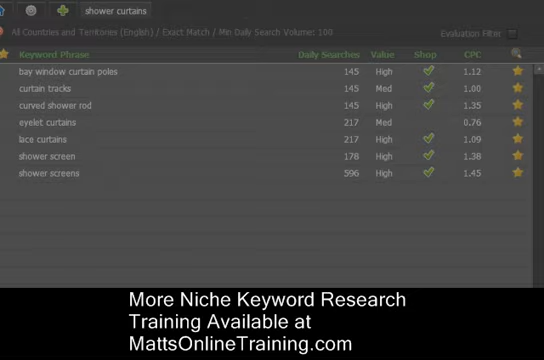 shower curtains
All Countries and Territories (English) / Exact Match / Min Daily Search Volume: 100 Evaluation Filter
Keyword Phrase Daily Searches Value Shop CPC
bay window curtain poles 145 High 1.12
curtain tracks 145 Med 1.00
curved shower rod 145 High 1.35
eyelet curtains 217 Med 0.76
lace curtains 217 High 1.09
shower screen 178 High 1.38
shower screens 596 High 1.45
More Niche Keyword Research
Training Available at
MattsOnlineTraining.com